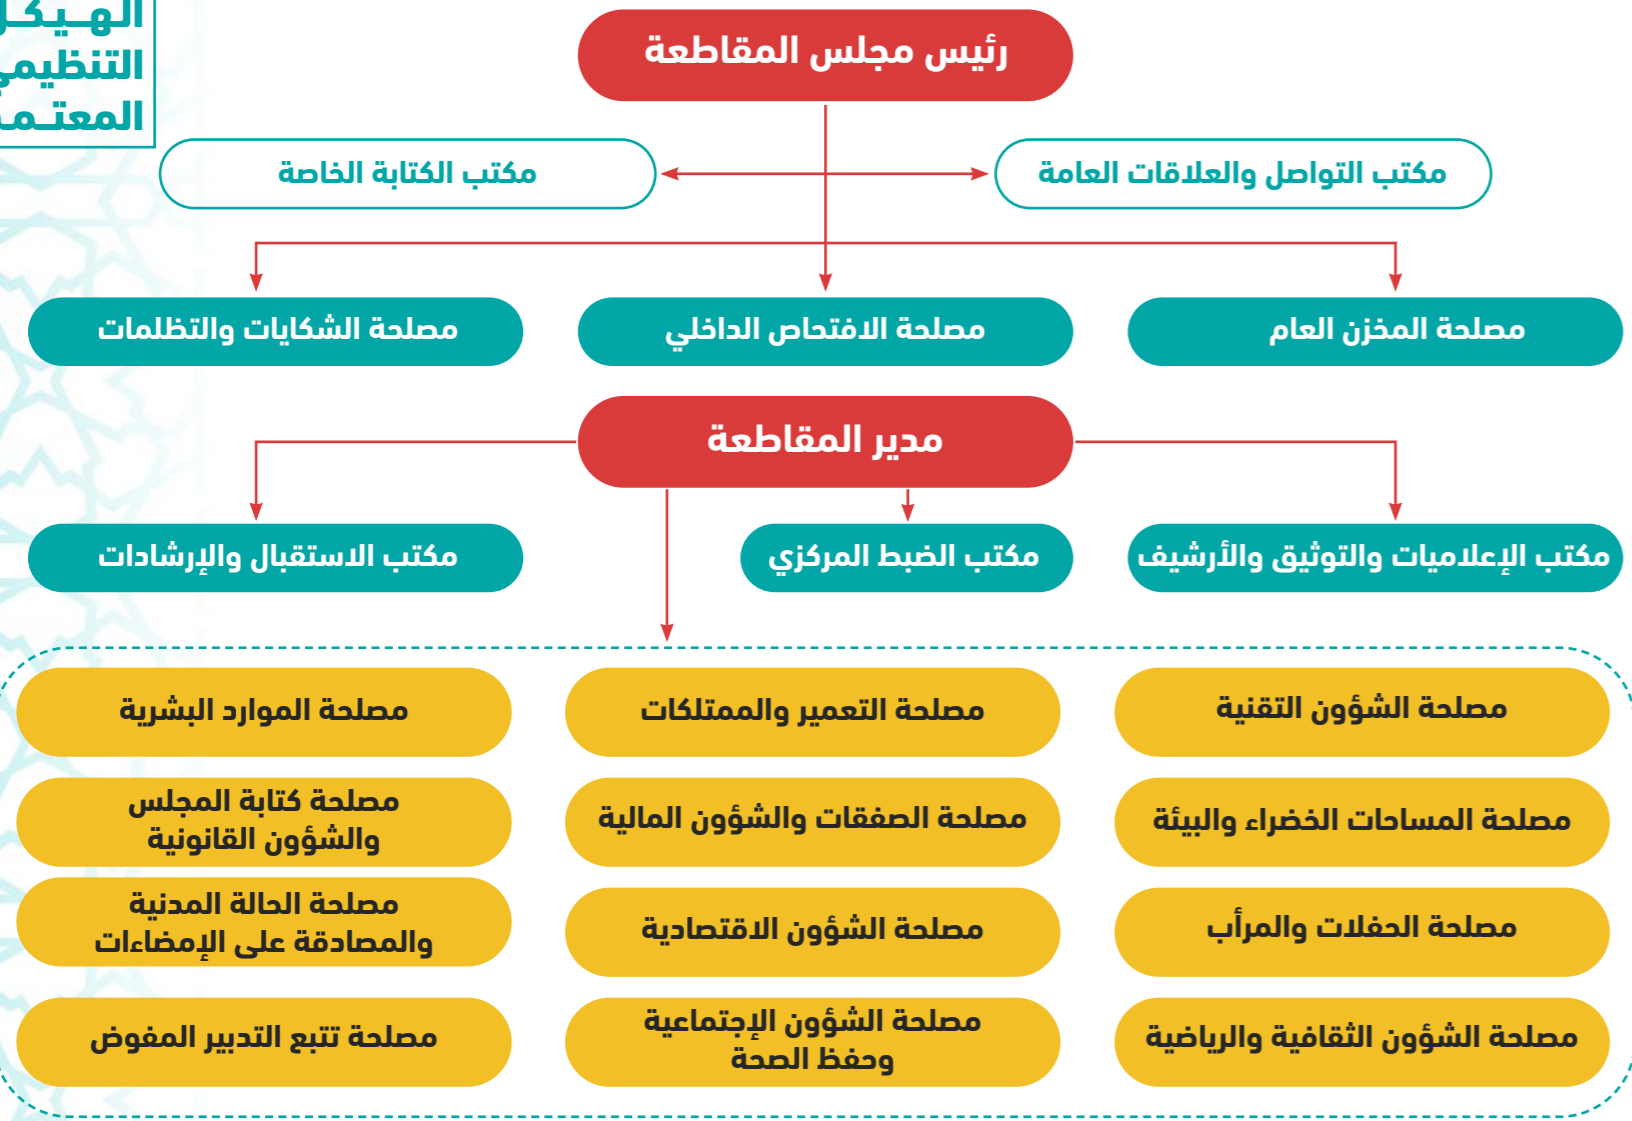 التنظيمي
رئيس مجلس المقاطعة
مكتب التواصل والعلاقات العامة
مكتب الكتابة الخاصة
مصلحة المخزن العام
مصلحة الافتحاص الداخلي
مصلحة الشكايات والتظلمات
مدير المقاطعة
مكتب الإعلاميات والتوثيق والأرشيف
مكتب الضبط المركزي
مكتب الاستقبال والإرشادات
مصلحة الشؤون التقنية
مصلحة التعمير والممتلكات
مصلحة الموارد البشرية
مصلحة المساحات الخضراء والبيئة
مصلحة الصفقات والشؤون المالية
مصلحة كتابة المجلس
والشؤون القانونية
مصلحة الحفلات والمرأب
مصلحة الشؤون الاقتصادية
مصلحة الحالة المدنية
والمصادقة على الإمضاءات
مصلحة الشؤون الثقافية والرياضية
مصلحة الشؤون الإجتماعية
وحفظ الصحة
مصلحة تتبع التدبير المفوض